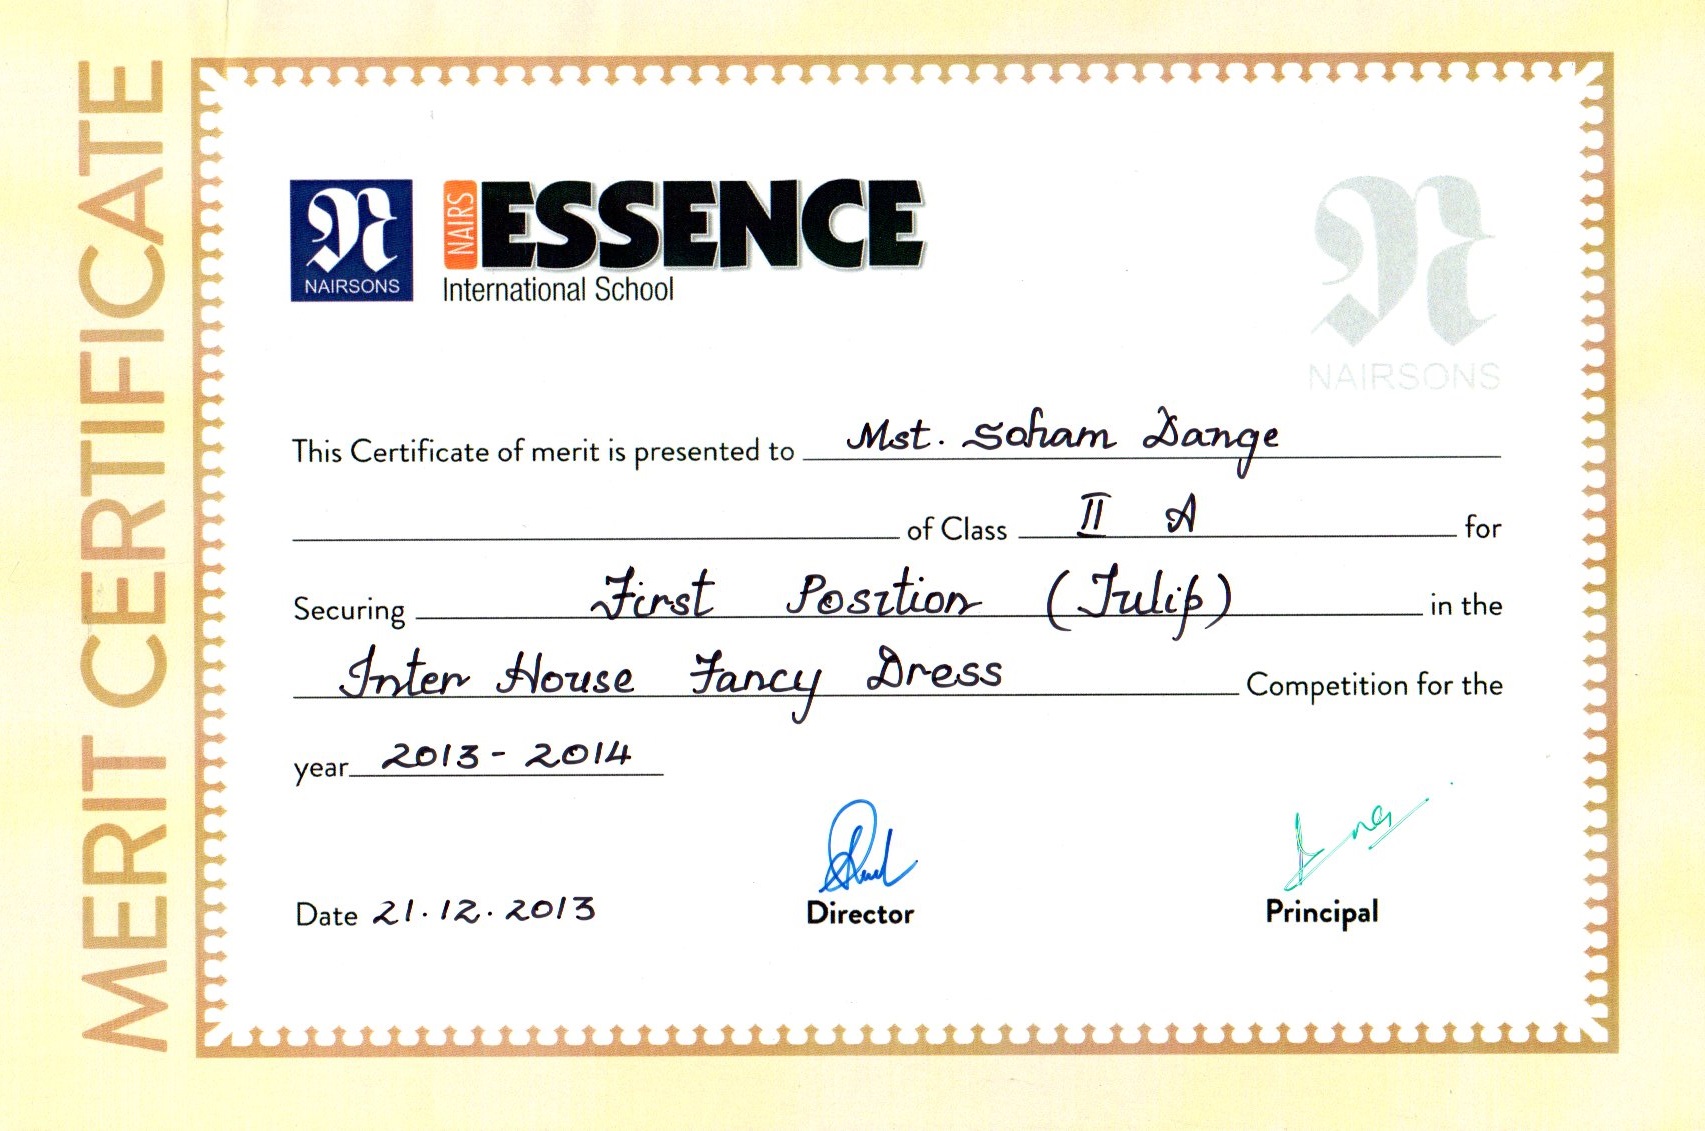 MERIT CERTIFICATE
NAIRSONS
NAIRS ESSENCE
International School
NAIRSONS
This Certificate of merit is presented to Mst. Soham Dange
of Class II A for
Securing First Position (Tulip) in the
Inter House Fancy Dress Competition for the
year 2013 - 2014
Date 21.12.2013
Director
Principal